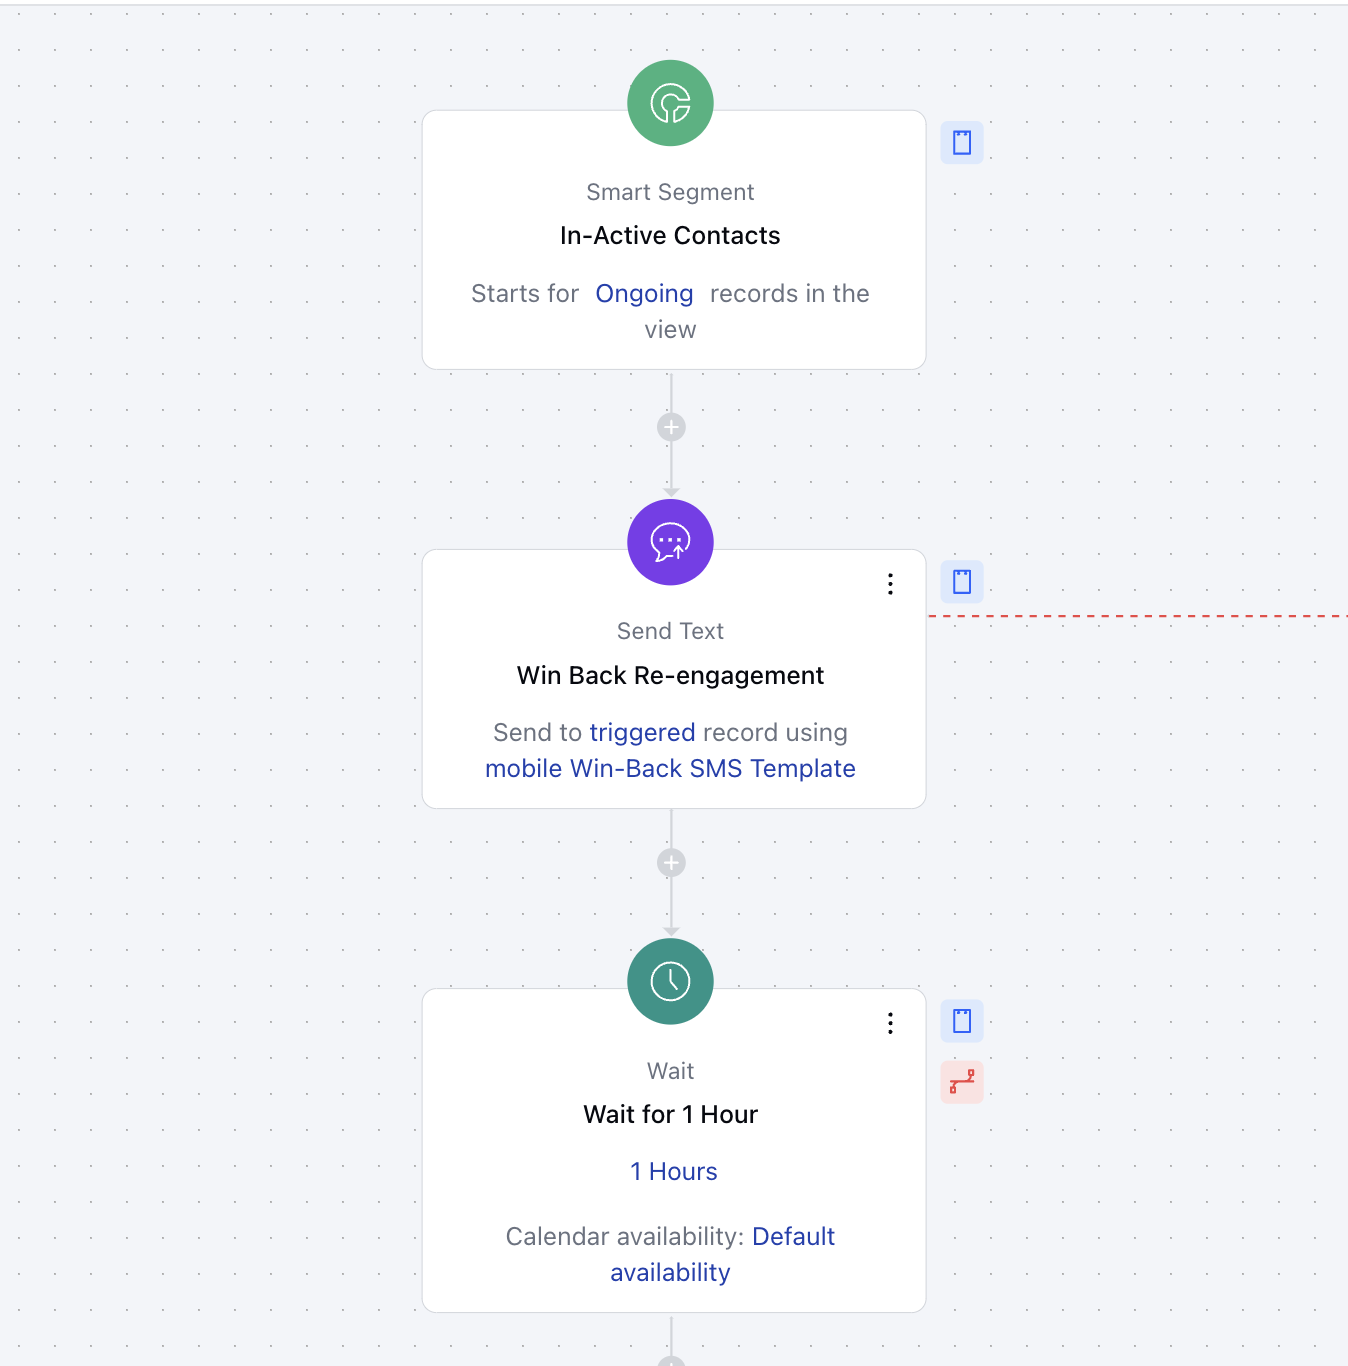 Smart Segment
In-Active Contacts
Starts for Ongoing records in the
view
Send Text
Win Back Re-engagement
Send to triggered record using
mobile Win-Back SMS Template
Wait
Wait for 1 Hour
1 Hours
Calendar availability: Default
availability